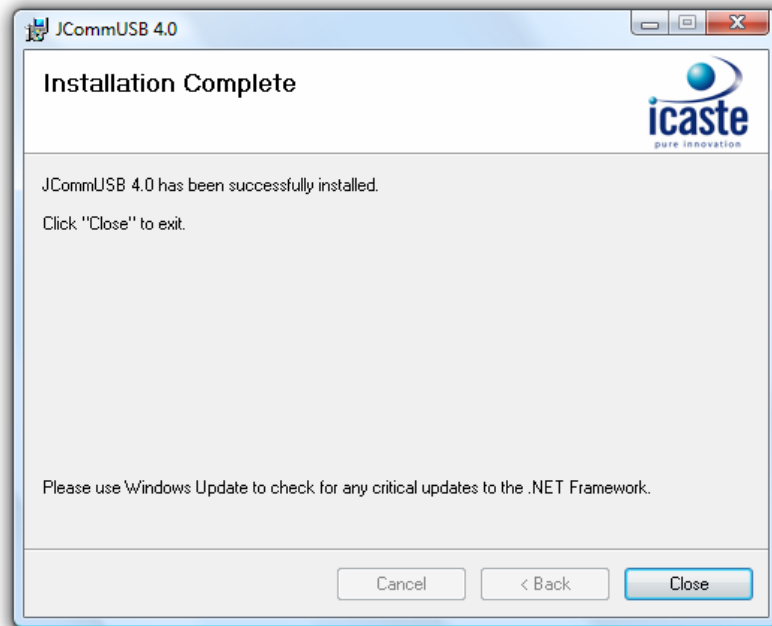 JCommUSB 4.0
Installation Complete
icaste
pure innovation
JCommUSB 4.0 has been successfully installed.
Click "Close" to exit.
Please use Windows Update to check for any critical updates to the .NET Framework.
Cancel
< Back
Close